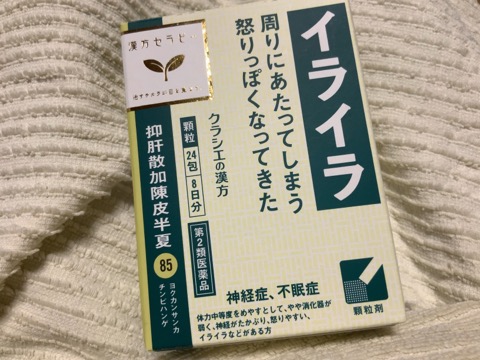 イライラ
周りにあたってしまう
怒りっぽくなってきた
クラシエの漢方
顆粒
24包
8日分
第2類医薬品
漢方セラピー
抑肝散加陳皮半夏
85
ヨクカンサンカ
チンピハンゲ
神経症、不眠症
体力中等度をめやすとして、やや消化器が
弱く、神経がたかぶり、怒りやすい、
イライラなどがある方
顆粒剤